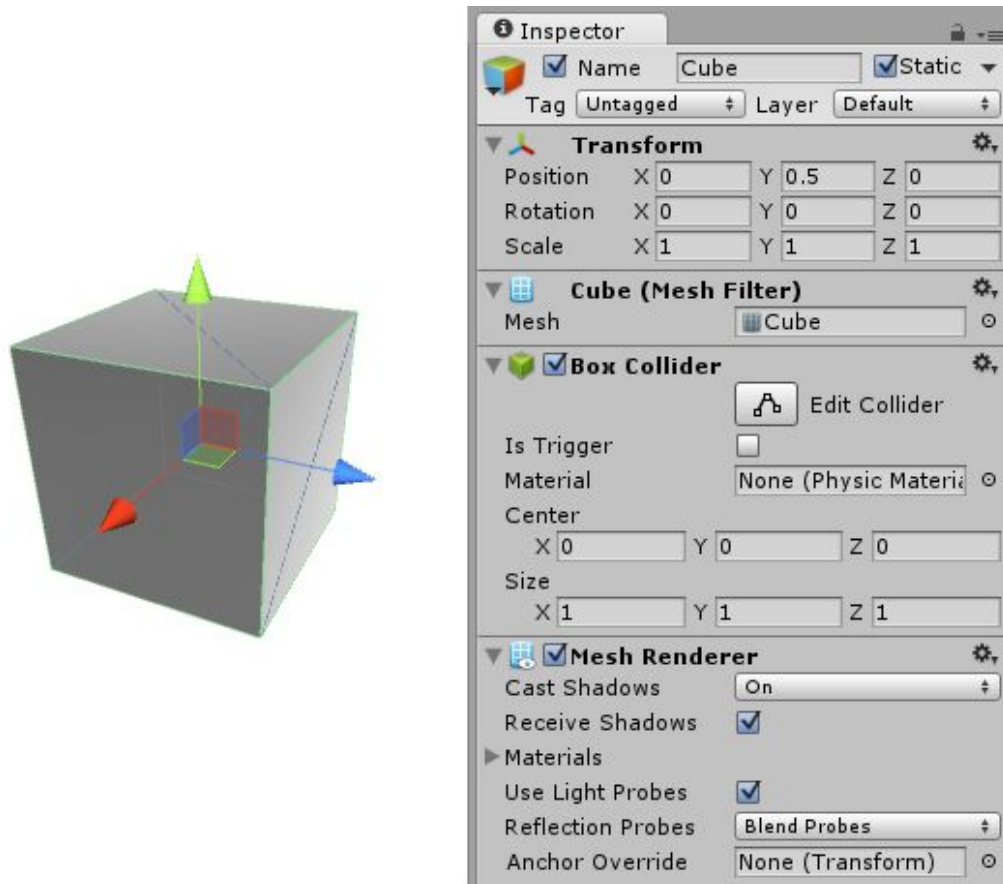 Inspector
Name Cube Static
Tag Untagged Layer Default
Transform
Position X 0 Y 0.5 Z 0
Rotation X 0 Y 0 Z 0
Scale X 1 Y 1 Z 1
Cube (Mesh Filter)
Mesh Cube
Box Collider
Edit Collider
Is Trigger
Material None (Physic Materia
Center
X 0 Y 0 Z 0
Size
X 1 Y 1 Z 1
Mesh Renderer
Cast Shadows On
Receive Shadows
Materials
Use Light Probes
Reflection Probes Blend Probes
Anchor Override None (Transform)